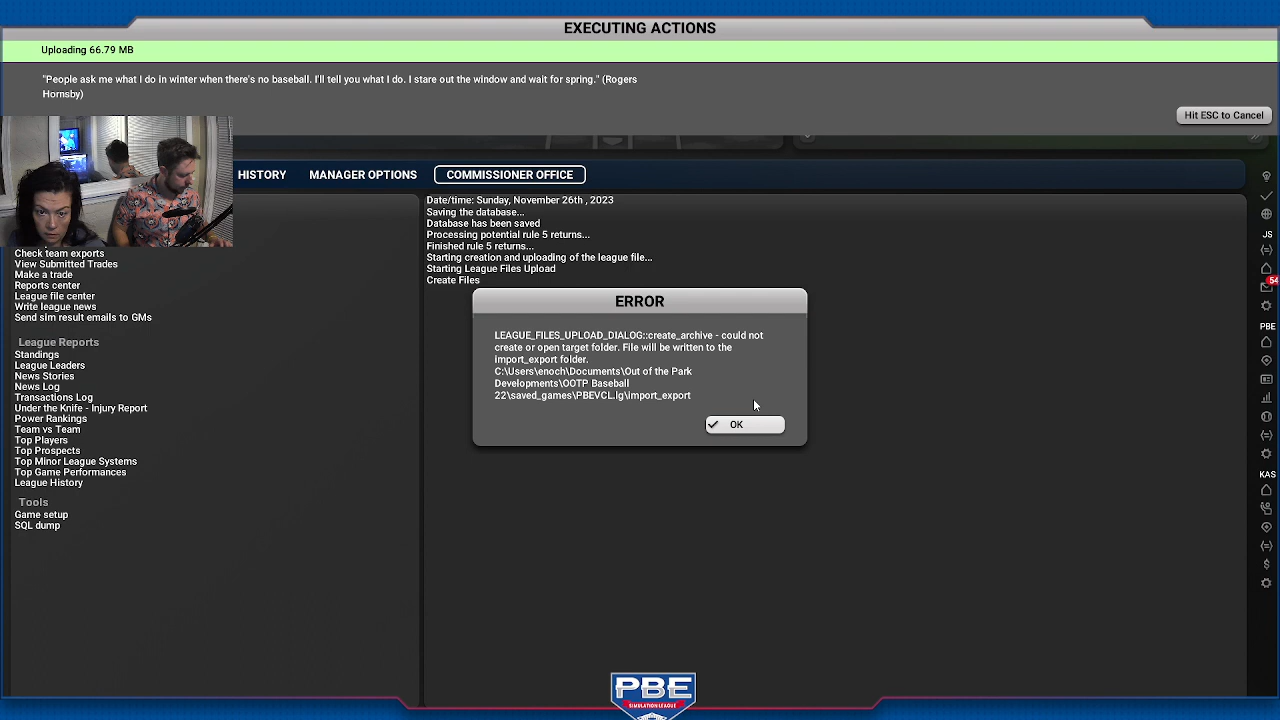 EXECUTING ACTIONS
Uploading 66.79 MB
"People ask me what I do in winter when there's no baseball. I'll tell you what I do. I stare out the window and wait for spring." (Rogers
Hornsby)
Hit ESC to Cancel
HISTORY
MANAGER OPTIONS
COMMISSIONER OFFICE
Check team exports
View Submitted Trades
Make a trade
Reports center
League file center
Write league news
Send sim result emails to GMs
League Reports
Standings
League Leaders
News Stories
News Log
Transactions Log
Under the Knife - Injury Report
Power Rankings
Team vs Team
Top Players
Top Prospects
Top Minor League Systems
Top Game Performances
League History
Tools
Game setup
SQL dump
Date/time: Sunday, November 26th , 2023
Saving the database...
Database has been saved
Processing potential rule 5 returns...
Finished rule 5 returns...
Starting creation and uploading of the league file...
Starting League Files Upload
Create Files
ERROR
LEAGUE_FILES_UPLOAD_DIALOG::create_archive - could not
create or open target folder. File will be written to the
import_export folder.
C:\Users\enoch\Documents\Out of the Park
Developments\OOTP Baseball
22\saved_games\PBEVCL.lg\import_export
OK
JS
54
PBE
KAS
PBE
SIMULATION LEAGUE